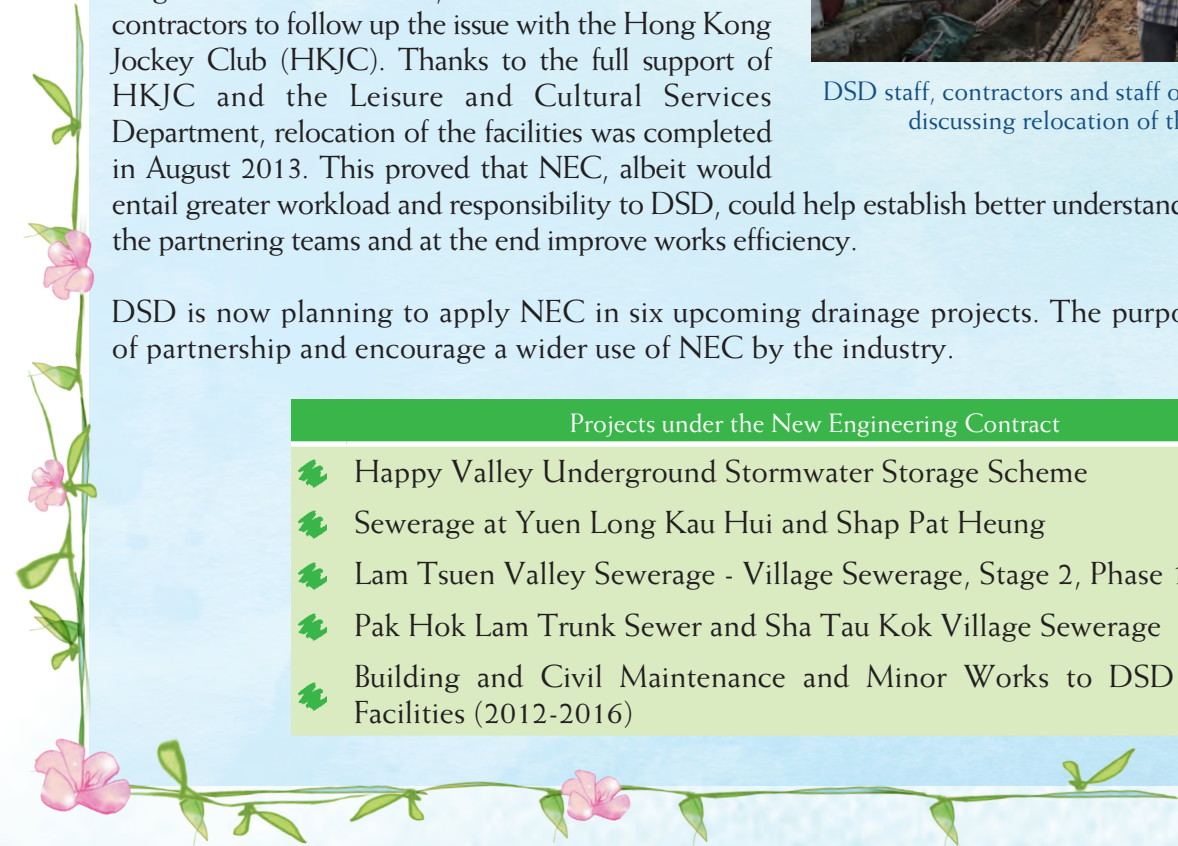 contractors to follow up the issue with the Hong Kong
Jockey Club (HKJC). Thanks to the full support of
HKJC and the Leisure and Cultural Services
Department, relocation of the facilities was completed
in August 2013. This proved that NEC, albeit would
entail greater workload and responsibility to DSD, could help establish better
the partnering teams and at the end improve works efficiency.
DSD staff, contractors and staff
discussing relocation of
DSD is now planning to apply NEC in six upcoming drainage projects. The
of partnership and encourage a wider use of NEC by the industry.
Projects under the New Engineering Contract
Happy Valley Underground Stormwater Storage Scheme
Sewerage at Yuen Long Kau Hui and Shap Pat Heung
Lam Tsuen Valley Sewerage - Village Sewerage, Stage 2, Phase 1
Pak Hok Lam Trunk Sewer and Sha Tau Kok Village Sewerage
Building and Civil Maintenance and Minor Works to DSD
Facilities (2012-2016)